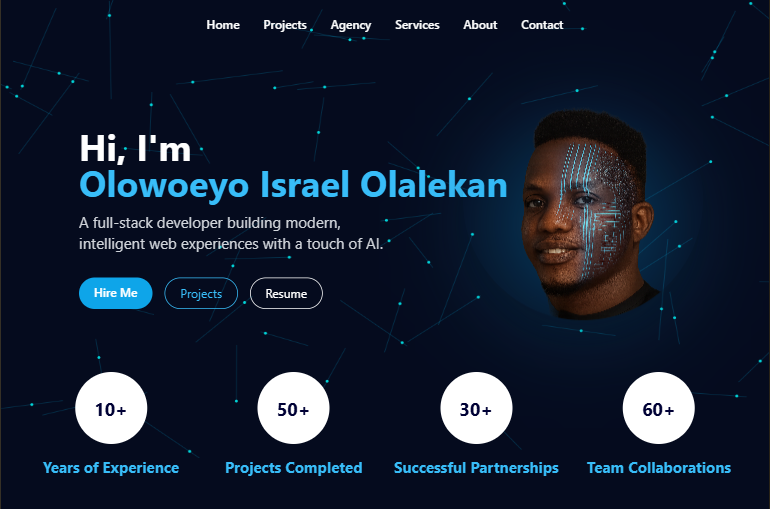 Home Projects Agency Services About Contact
Hi, I'm
Olowoeyo Israel Olalekan
A full-stack developer building modern,
intelligent web experiences with a touch of AI.
Hire Me Projects Resume
10+ 50+ 30+ 60+
Years of Experience Projects Completed Successful Partnerships Team Collaborations